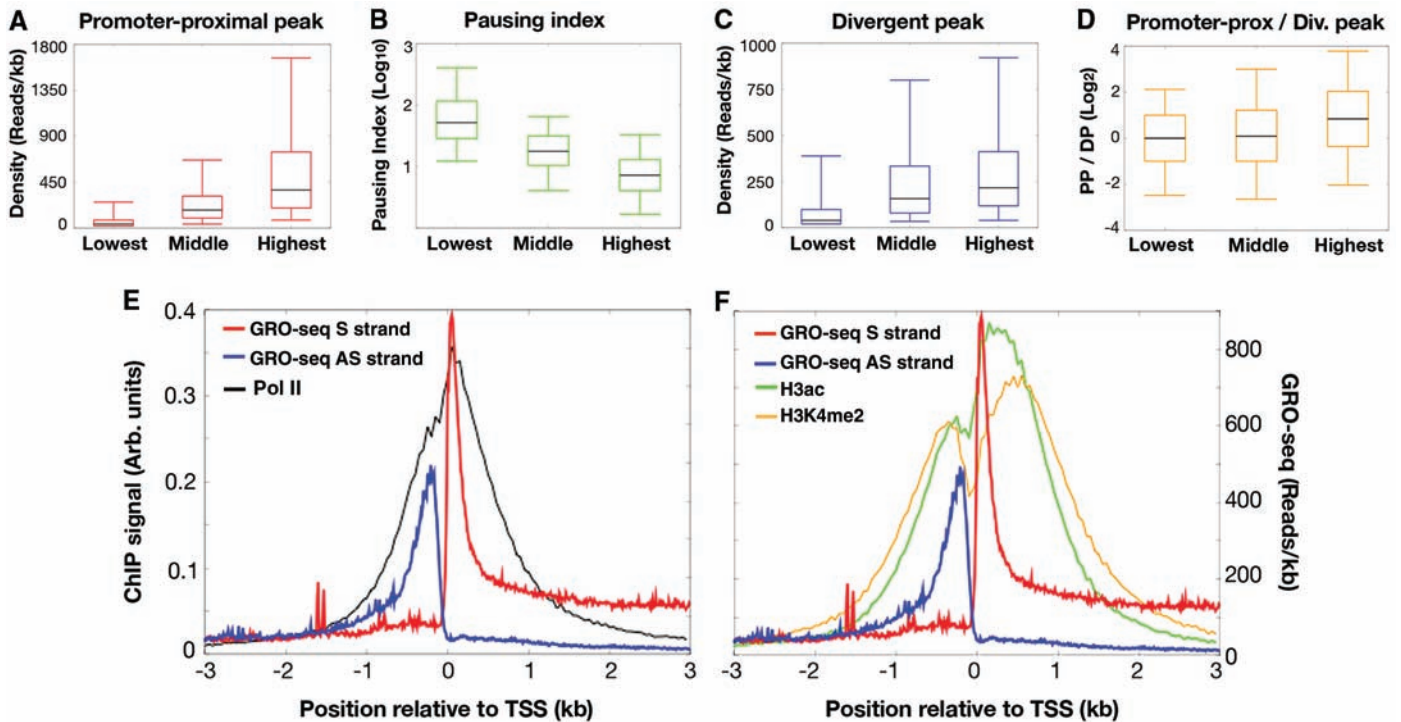 A Promoter-proximal peak
Density (Reads/kb)
1800
1350
900
450
0
Lowest Middle Highest
B Pausing index
Pausing Index (Log10)
3
2
1
Lowest Middle Highest
C Divergent peak
Density (Reads/kb)
1000
750
500
250
0
Lowest Middle Highest
D Promoter-prox / Div. peak
PP / DP (Log2)
4
2
0
-2
-4
Lowest Middle Highest
E
ChIP signal (Arb. units)
0.4
0.3
0.2
0.1
0
GRO-seq S strand
GRO-seq AS strand
Pol II
-3 -2 -1 0 1 2 3
Position relative to TSS (kb)
F
GRO-seq S strand
GRO-seq AS strand
H3ac
H3K4me2
800
600
400
200
0
GRO-seq (Reads/kb)
-3 -2 -1 0 1 2 3
Position relative to TSS (kb)